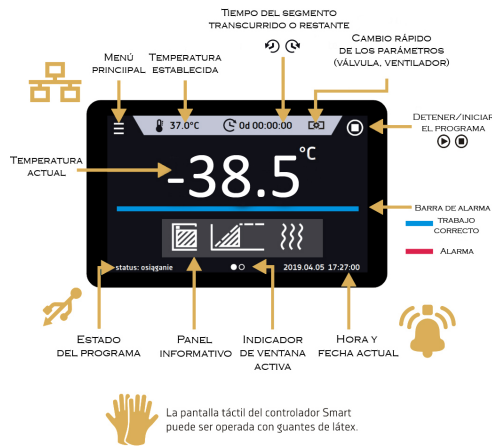 TIEMPO DEL SEGMENTO
TRANSCURRIDO O RESTANTE
CAMBIO RÁPIDO
DE LOS PARÁMETROS
(VÁLVULA, VENTILADOR)
MENÚ
PRINCIIPAL
TEMPERATURA
ESTABLECIDA
DETENER/INICIAR
EL PROGRAMA
37.0°C
0d 00:00:00
TEMPERATURA
ACTUAL
-38.5°C
BARRA DE ALARMA
TRABAJO
CORRECTO
ALARMA
status: osiąganie
2019.04.05 17:27:00
ESTADO
DEL PROGRAMA
PANEL
INFORMATIVO
INDICADOR
DE VENTANA
ACTIVA
HORA Y
FECHA ACTUAL
La pantalla táctil del controlador Smart
puede ser operada con guantes de látex.